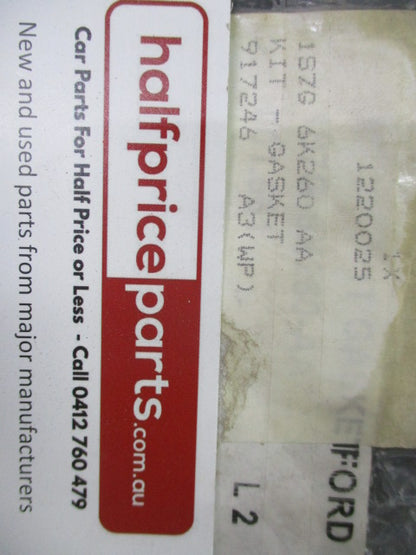 1X
1220025
1S7G 6K260 AA
KIT - GASKET
917246 A3(WP)
FORD
L 2
halfpriceparts.com.au
Car Parts For Half Price or Less - Call 0412 760 479
New and used parts from major manufacturers